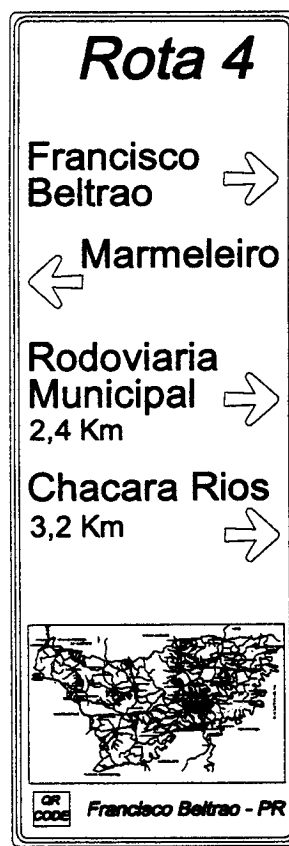 Rota 4
Francisco
Beltrao
Marmeleiro
Rodoviaria
Municipal
2,4 Km
Chacara Rios
3,2 Km
QR
CODE
Francisco Beltrao - PR